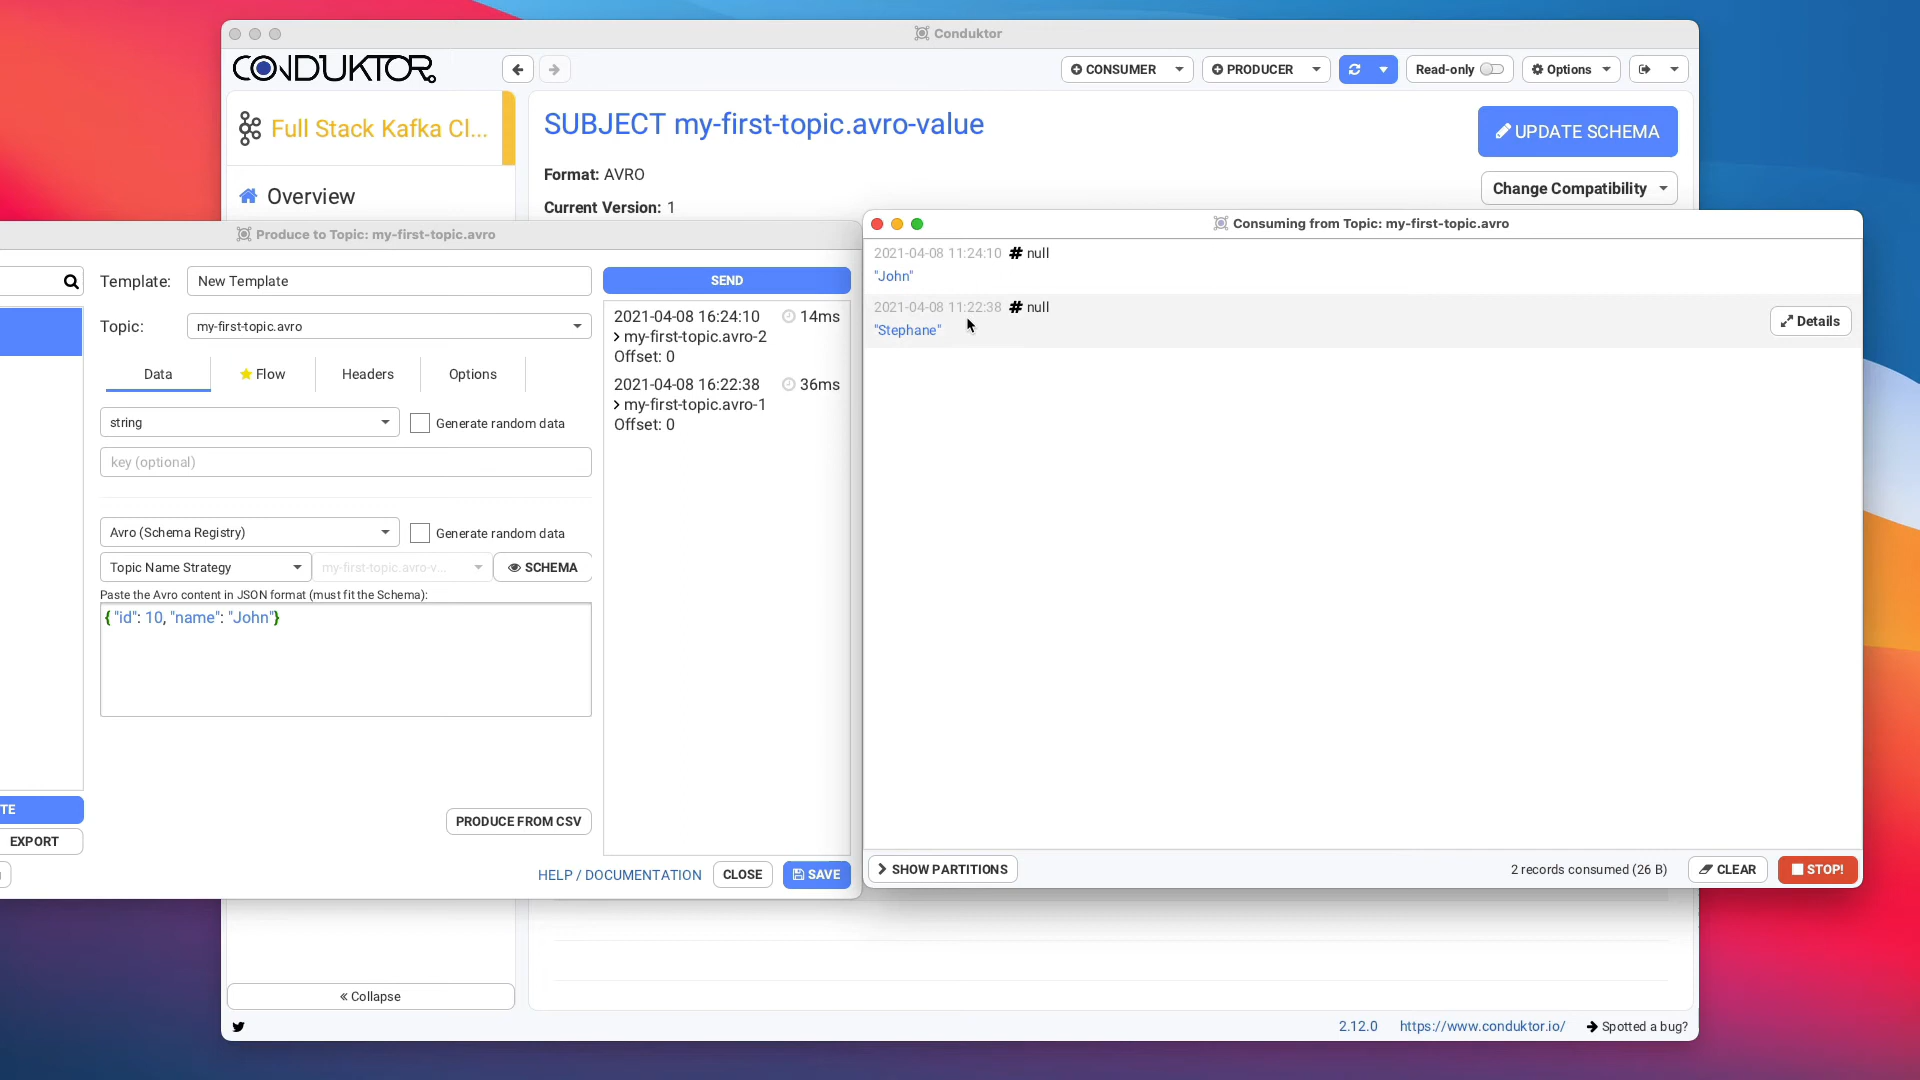 Conduktor
CONDUKTOR
CONSUMER
PRODUCER
Read-only
Options
Full Stack Kafka Cl...
Overview
SUBJECT my-first-topic.avro-value
UPDATE SCHEMA
Format: AVRO
Change Compatibility
Current Version: 1
Produce to Topic: my-first-topic.avro
Template:
New Template
Topic:
my-first-topic.avro
Data
Flow
Headers
Options
string
Generate random data
key (optional)
Avro (Schema Registry)
Generate random data
Topic Name Strategy
my-first-topic.avro-v...
SCHEMA
Paste the Avro content in JSON format (must fit the Schema):
{ "id": 10, "name": "John"}
PRODUCE FROM CSV
TE
EXPORT
SEND
2021-04-08 16:24:10 14ms
> my-first-topic.avro-2
Offset: 0
2021-04-08 16:22:38 36ms
> my-first-topic.avro-1
Offset: 0
HELP / DOCUMENTATION
CLOSE
SAVE
Consuming from Topic: my-first-topic.avro
2021-04-08 11:24:10 # null
"John"
2021-04-08 11:22:38 # null
"Stephane"
Details
SHOW PARTITIONS
2 records consumed (26 B)
CLEAR
STOP!
« Collapse
2.12.0
https://www.conduktor.io/
Spotted a bug?